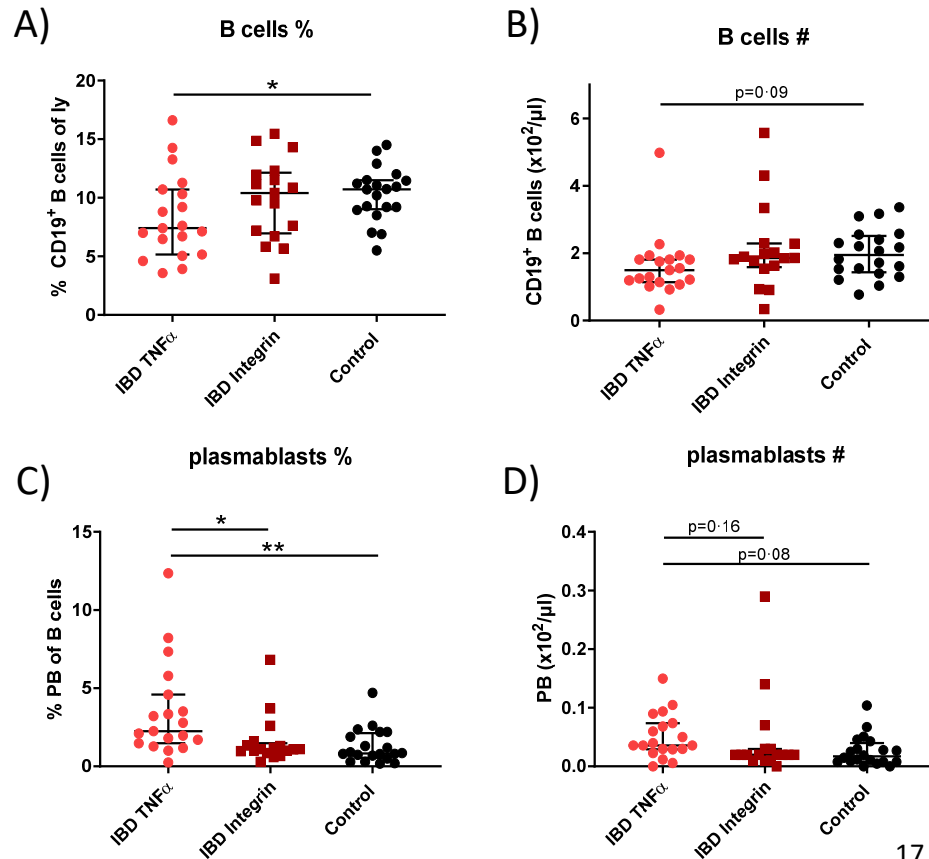 A)
B cells %
*
% CD19⁺ B cells of ly
20
15
10
5
0
IBD TNFα
IBD Integrin
Control
B)
B cells #
p=0·09
CD19⁺ B cells (x10²/µl)
6
4
2
0
IBD TNFα
IBD Integrin
Control
C)
plasmablasts %
*
**
% PB of B cells
15
10
5
0
IBD TNFα
IBD Integrin
Control
D)
plasmablasts #
p=0·16
p=0·08
PB (x10²/µl)
0.4
0.3
0.2
0.1
0.0
IBD TNFα
IBD Integrin
Control
17